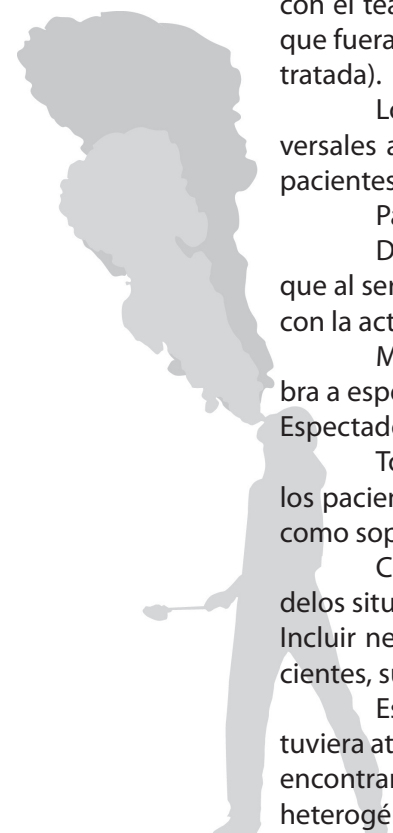 con el tea
que fuera
tratada).
Lo
versales a
pacientes
Pa
D
que al ser
con la act
M
bra a espe
Espectad
To
los pacien
como sop
C
delos situ
Incluir ne
cientes, su
Es
tuviera at
encontrar
heterogé